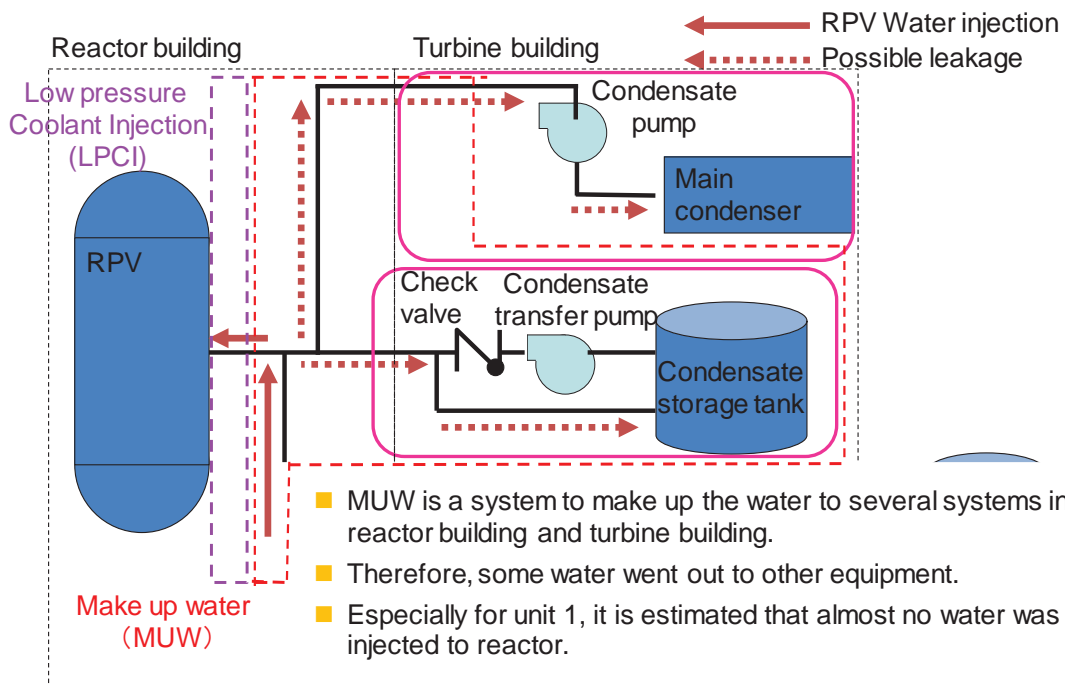 RPV Water injection
Possible leakage
Reactor building
Turbine building
Low pressure
Coolant Injection
(LPCI)
Condensate
pump
Main
condenser
RPV
Check
valve
Condensate
transfer pump
Condensate
storage tank
Make up water
（MUW）
MUW is a system to make up the water to several systems in
reactor building and turbine building.
Therefore, some water went out to other equipment.
Especially for unit 1, it is estimated that almost no water was
injected to reactor.